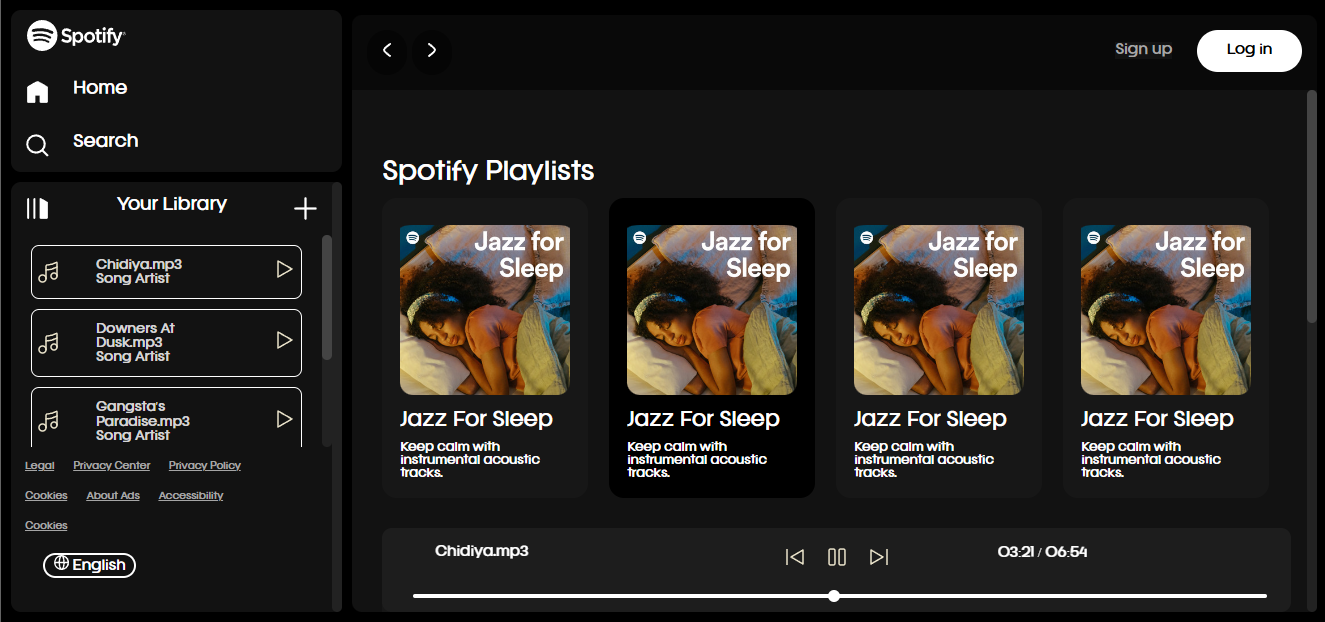 Spotify
Home
Search
Your Library
Chidiya.mp3
Song Artist
Downers At
Dusk.mp3
Song Artist
Gangsta's
Paradise.mp3
Song Artist
Legal Privacy Center Privacy Policy
Cookies About Ads Accessibility
Cookies
English
Sign up Log in
Spotify Playlists
Jazz for
Sleep
Jazz For Sleep
Keep calm with
instrumental acoustic
tracks.
Jazz for
Sleep
Jazz For Sleep
Keep calm with
instrumental acoustic
tracks.
Jazz for
Sleep
Jazz For Sleep
Keep calm with
instrumental acoustic
tracks.
Jazz for
Sleep
Jazz For Sleep
Keep calm with
instrumental acoustic
tracks.
Chidiya.mp3 03:21 / 06:54